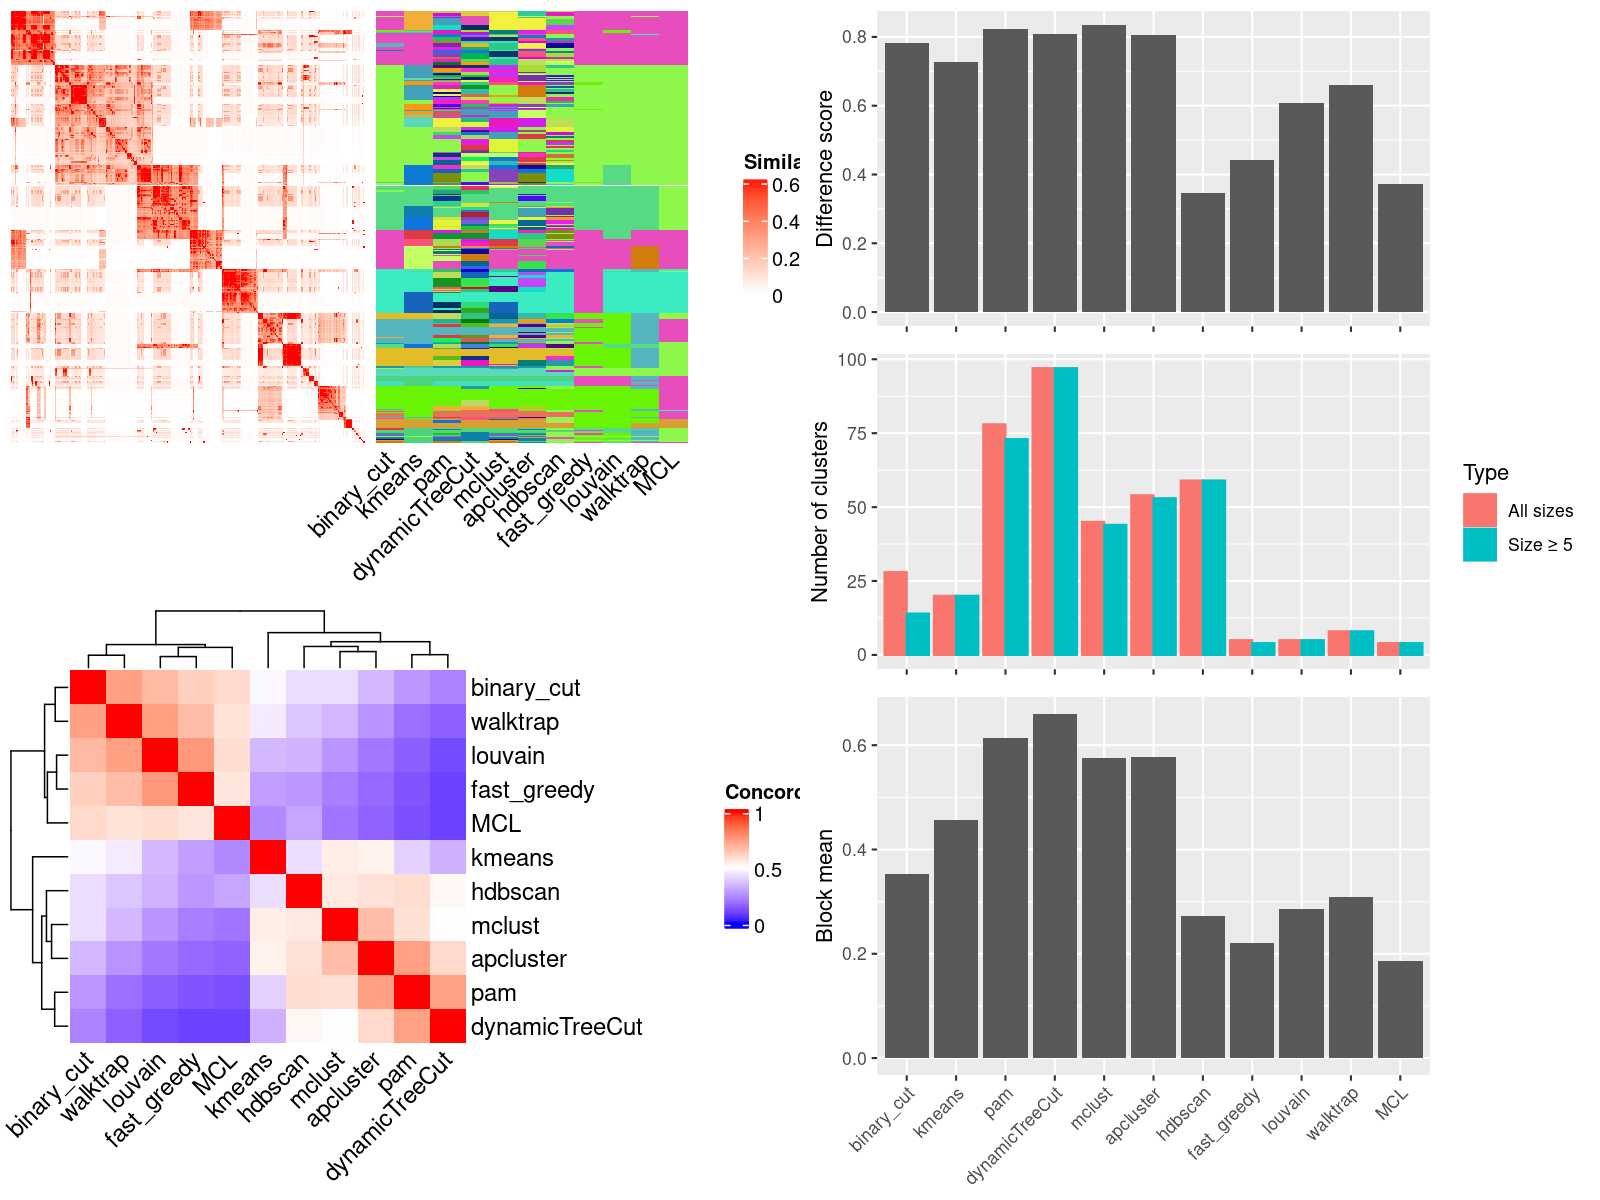 Simila
0.6
0.4
0.2
0
binary_cut
kmeans
pam
dynamicTreeCut
mclust
apcluster
hdbscan
fast_greedy
louvain
walktrap
MCL
binary_cut
walktrap
louvain
fast_greedy
MCL
kmeans
hdbscan
mclust
apcluster
pam
dynamicTreeCut
binary_cut
walktrap
louvain
fast_greedy
MCL
kmeans
hdbscan
mclust
apcluster
pam
dynamicTreeCut
Concord
1
0.5
0
Difference score
0.8
0.6
0.4
0.2
0.0
Number of clusters
100
75
50
25
0
Type
All sizes
Size ≥ 5
Block mean
0.6
0.4
0.2
0.0
binary_cut
kmeans
pam
dynamicTreeCut
mclust
apcluster
hdbscan
fast_greedy
louvain
walktrap
MCL